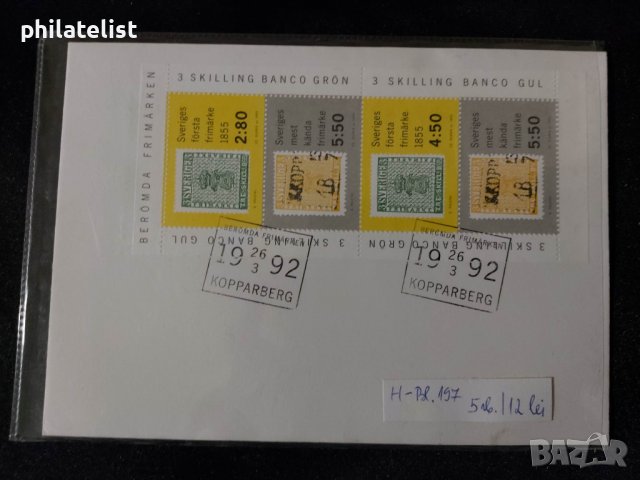 philatelist
3 SKILLING BANCO GRÖN
3 SKILLING BANCO GUL
BERÖMDA FRIMÄRKEN
Sveriges
första
frimärke
1855
2:80
Sveriges
mest
kända
frimärke
5:50
Sveriges
första
frimärke
1855
4:50
Sveriges
mest
kända
frimärke
5:50
SVERIGE
3 SKILLING BANCO GRÖN
BANCO GUL
BERÖMDA FRIMÄRKEN
19 26/3 92
KOPPARBERG
BERÖMDA FRIMÄRKEN
19 26/3 92
KOPPARBERG
H-Bl. 197
5 лв. / 12 lei
BAZAR